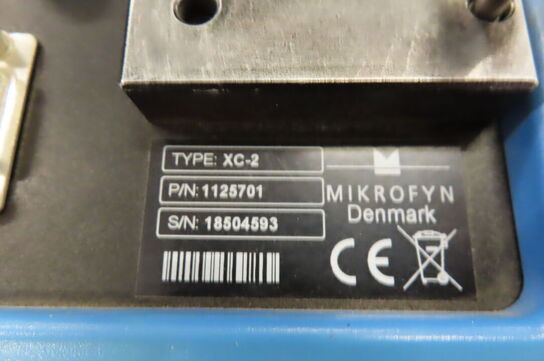 TYPE: XC-2
P/N: 1125701
S/N: 18504593
MIKROFYN
Denmark
CE